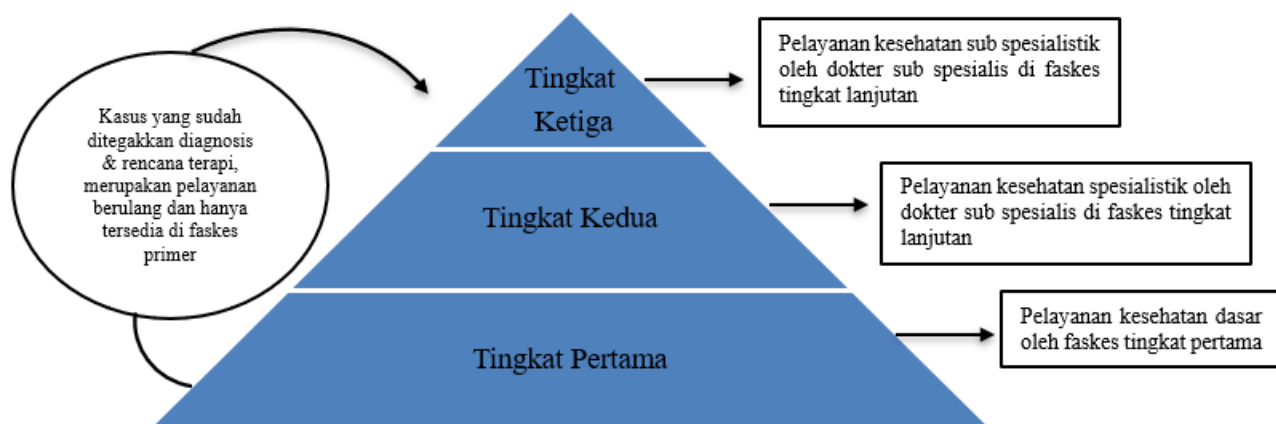 Kasus yang sudah
ditegakkan diagnosis
& rencana terapi,
merupakan pelayanan
berulang dan hanya
tersedia di faskes
primer
Tingkat
Ketiga
Pelayanan kesehatan sub spesialistik
oleh dokter sub spesialis di faskes
tingkat lanjutan
Tingkat Kedua
Pelayanan kesehatan spesialistik oleh
dokter sub spesialis di faskes tingkat
lanjutan
Tingkat Pertama
Pelayanan kesehatan dasar
oleh faskes tingkat pertama